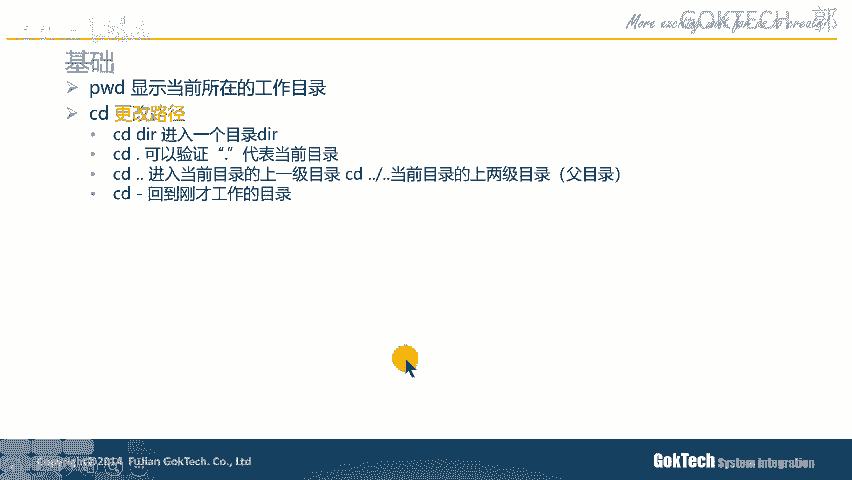 GOKTECH 郭
More exciting
基础
pwd 显示当前所在的工作目录
cd 更改路径
cd dir 进入一个目录dir
cd . 可以验证“.”代表当前目录
cd .. 进入当前目录的上一级目录 cd ../..当前目录的上两级目录（父目录）
cd - 回到刚才工作的目录
Copyright©2014 Fujian GokTech. Co., Ltd
GokTech System Integration